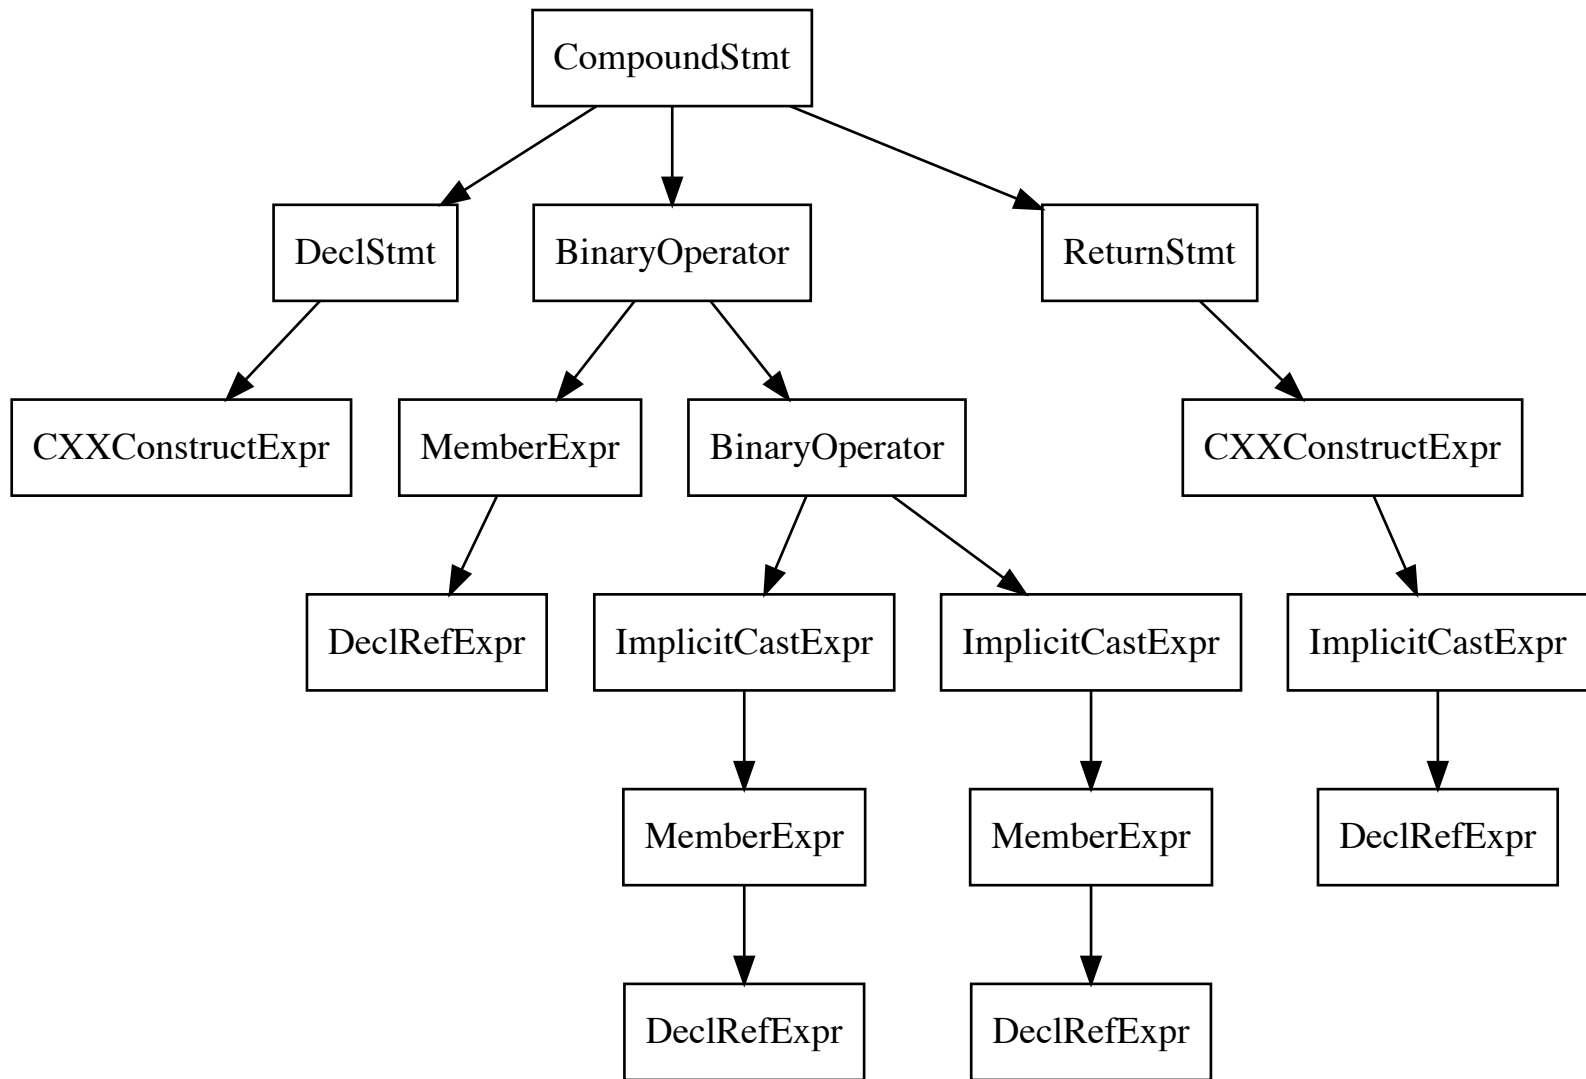 CompoundStmt
DeclStmt
BinaryOperator
ReturnStmt
CXXConstructExpr
MemberExpr
BinaryOperator
CXXConstructExpr
DeclRefExpr
ImplicitCastExpr
ImplicitCastExpr
ImplicitCastExpr
MemberExpr
MemberExpr
DeclRefExpr
DeclRefExpr
DeclRefExpr